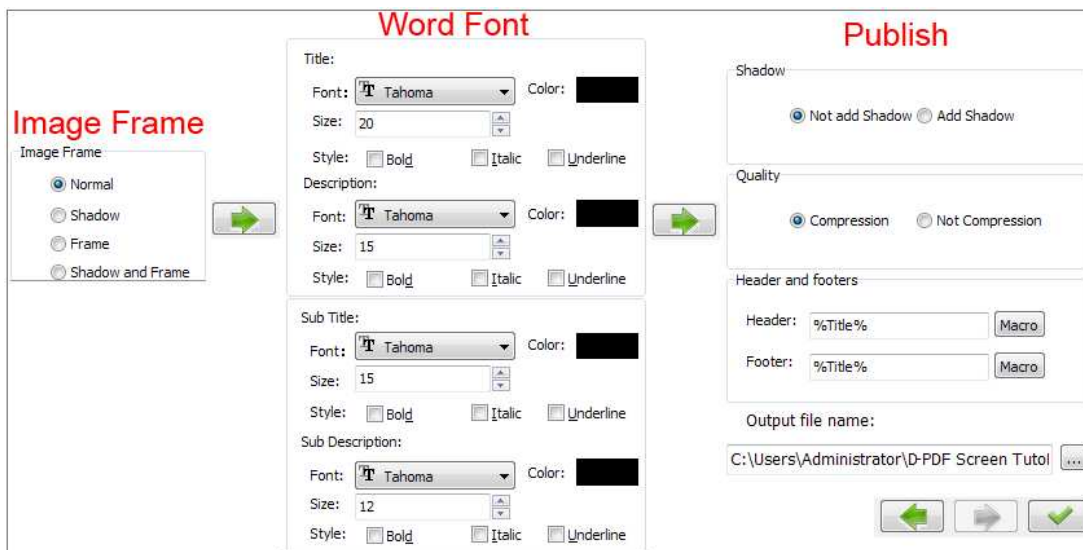 Image Frame
Image Frame
Normal
Shadow
Frame
Shadow and Frame
Word Font
Title:
Font: Tahoma Color:
Size: 20
Style: Bold Italic Underline
Description:
Font: Tahoma Color:
Size: 15
Style: Bold Italic Underline
Sub Title:
Font: Tahoma Color:
Size: 15
Style: Bold Italic Underline
Sub Description:
Font: Tahoma Color:
Size: 12
Style: Bold Italic Underline
Publish
Shadow
Not add Shadow Add Shadow
Quality
Compression Not Compression
Header and footers
Header: %Title% Macro
Footer: %Title% Macro
Output file name:
C:\Users\Administrator\D-PDF Screen Tutol ...